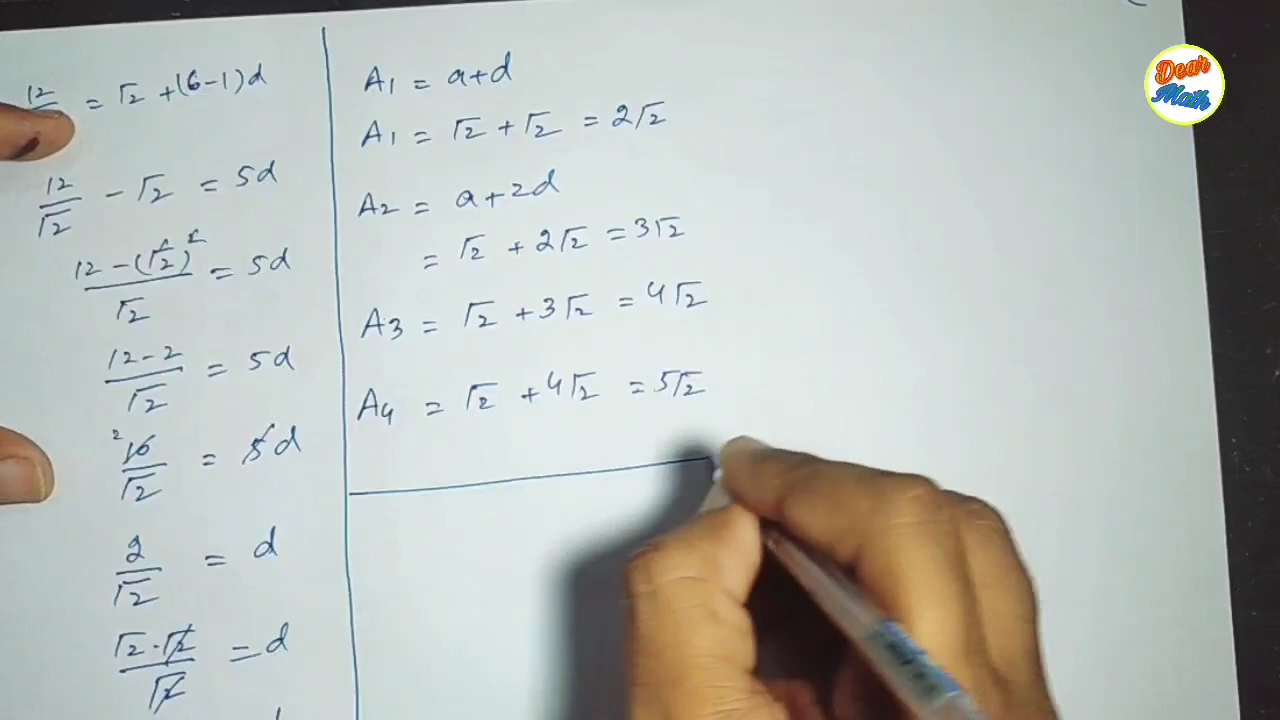 12 = √2 + (6-1)d
12/√2 - √2 = 5d
12 - (√2)²/√2 = 5d
12 - 2/√2 = 5d
2 10/√2 = 5d
2/√2 = d
√2 · √2/√2 = d
A1 = a + d
A1 = √2 + √2 = 2√2
A2 = a + 2d
= √2 + 2√2 = 3√2
A3 = √2 + 3√2 = 4√2
A4 = √2 + 4√2 = 5√2
Dear
Math